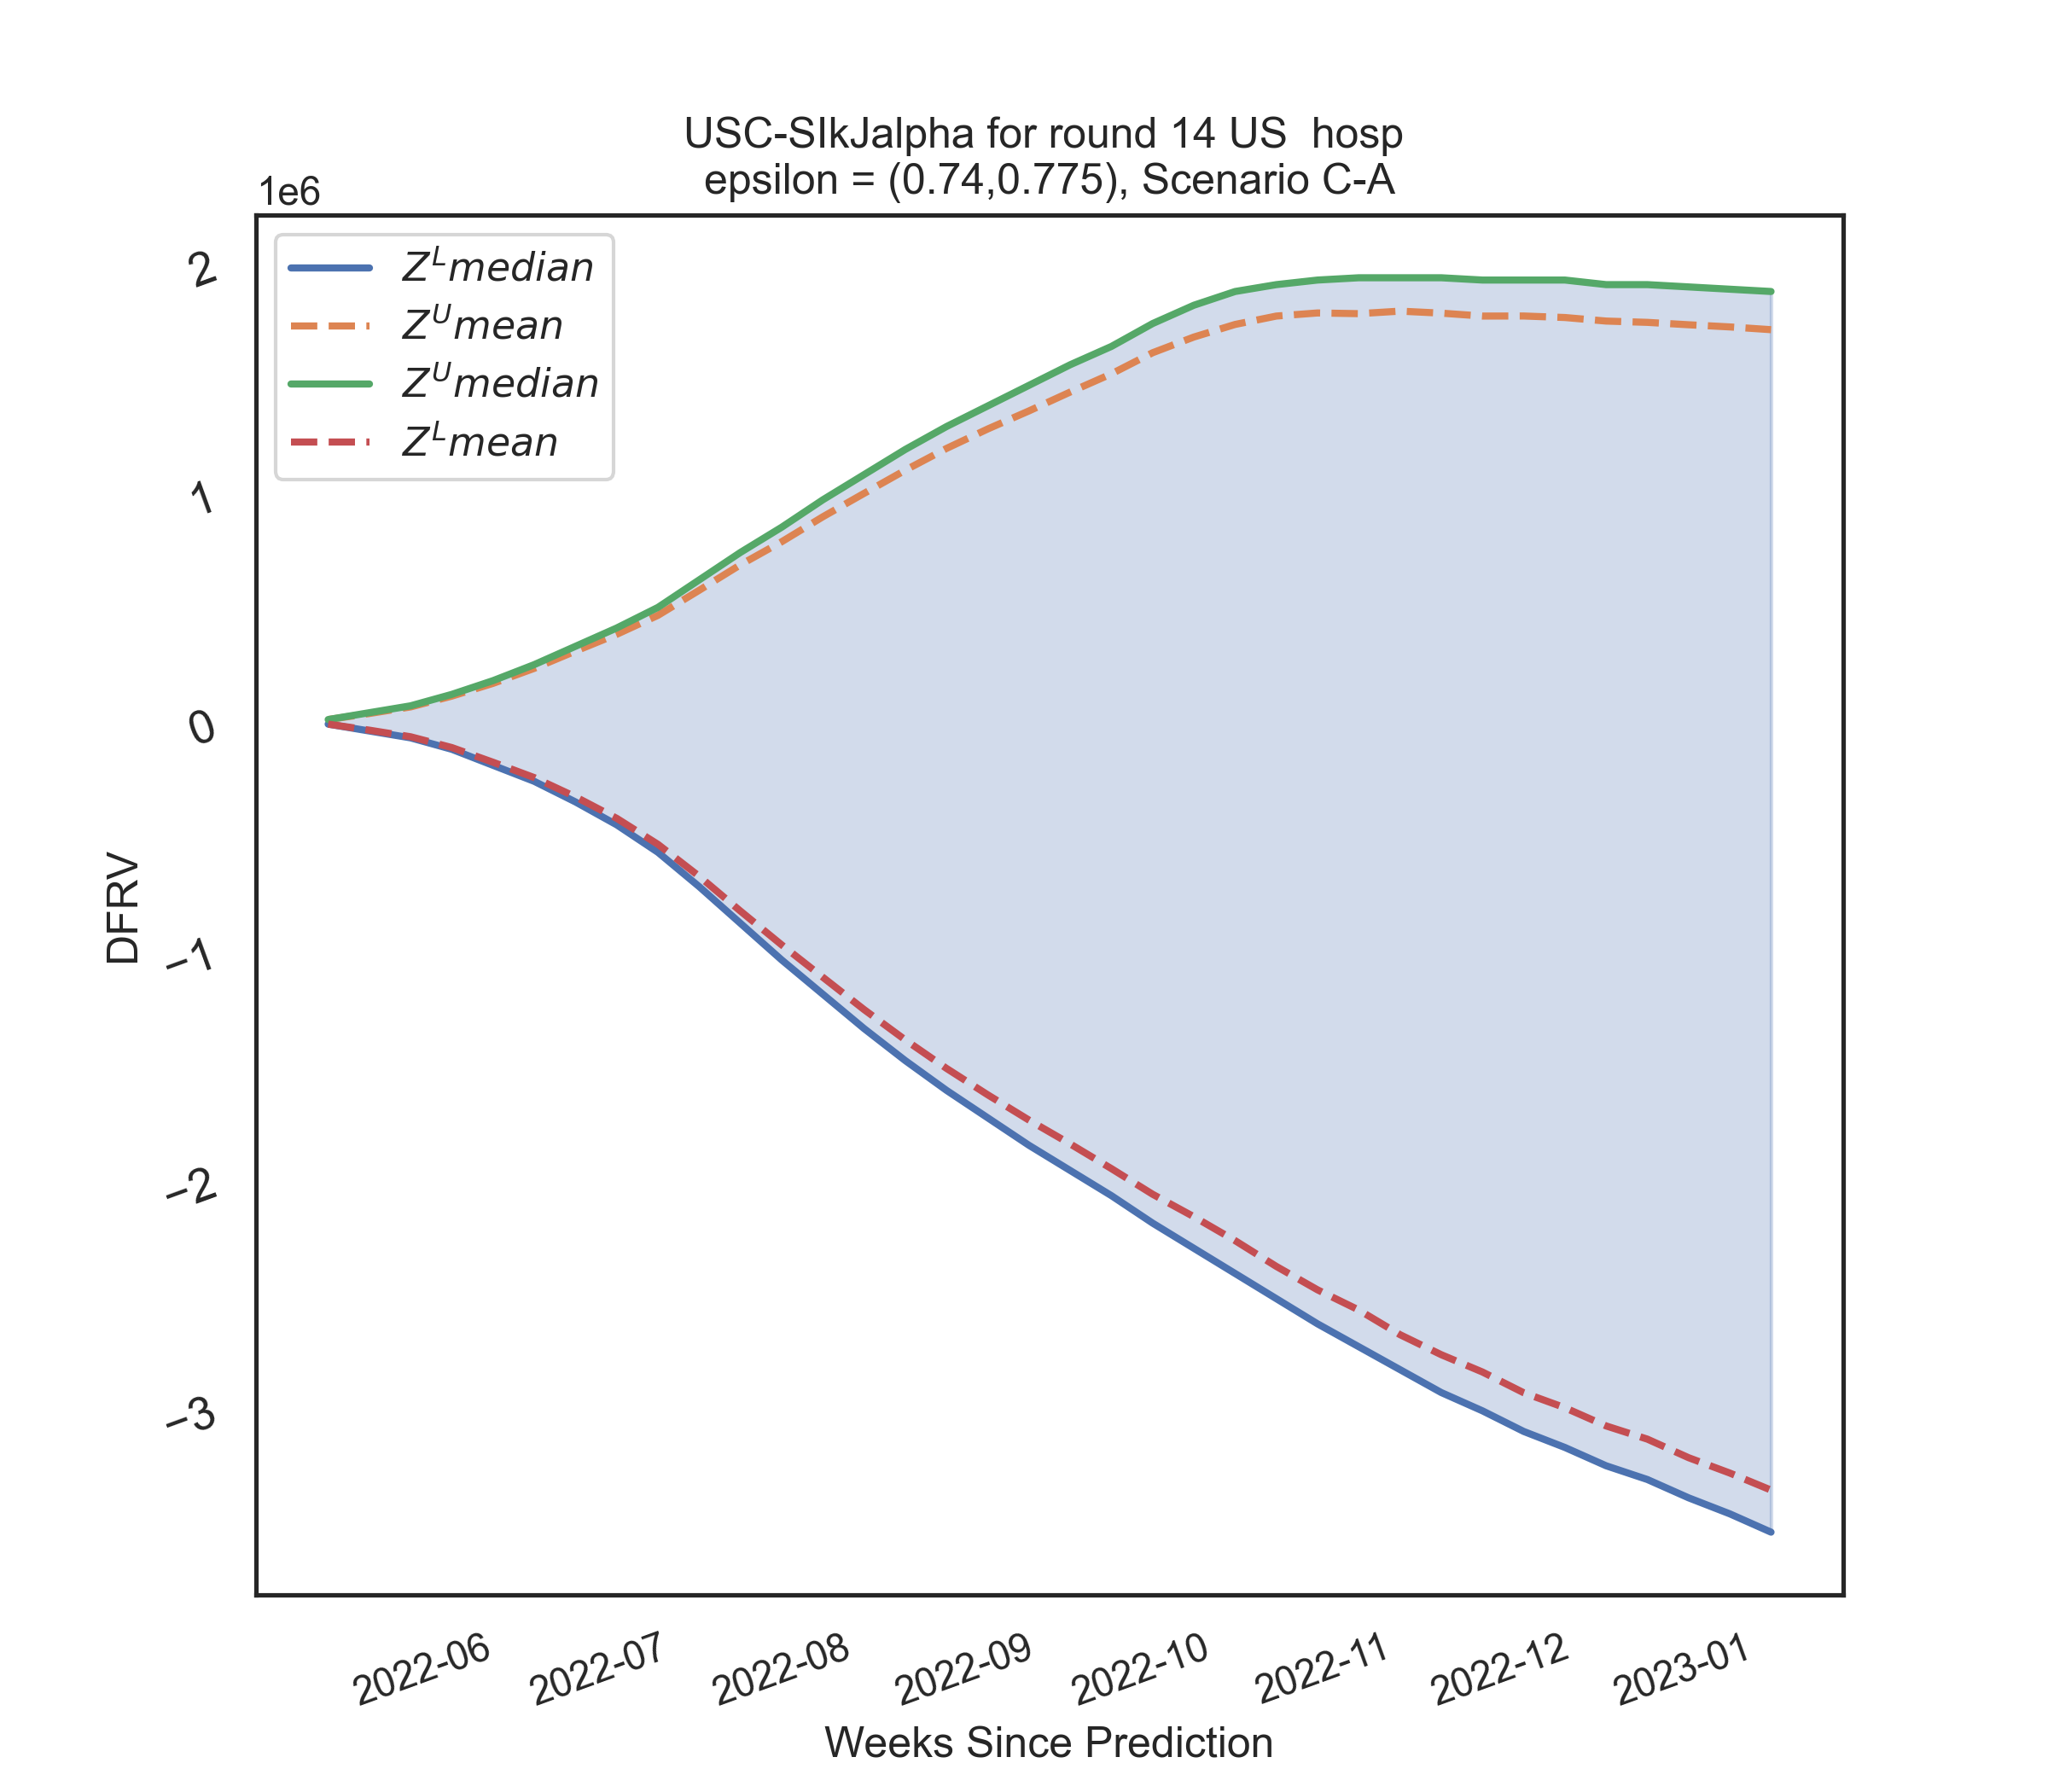 USC-SIkJalpha for round 14 US  hosp
epsilon = (0.74,0.775), Scenario C-A
1e6
Z^L median
Z^U mean
Z^U median
Z^L mean
2
1
0
−1
−2
−3
DFRV
2022-06
2022-07
2022-08
2022-09
2022-10
2022-11
2022-12
2023-01
Weeks Since Prediction